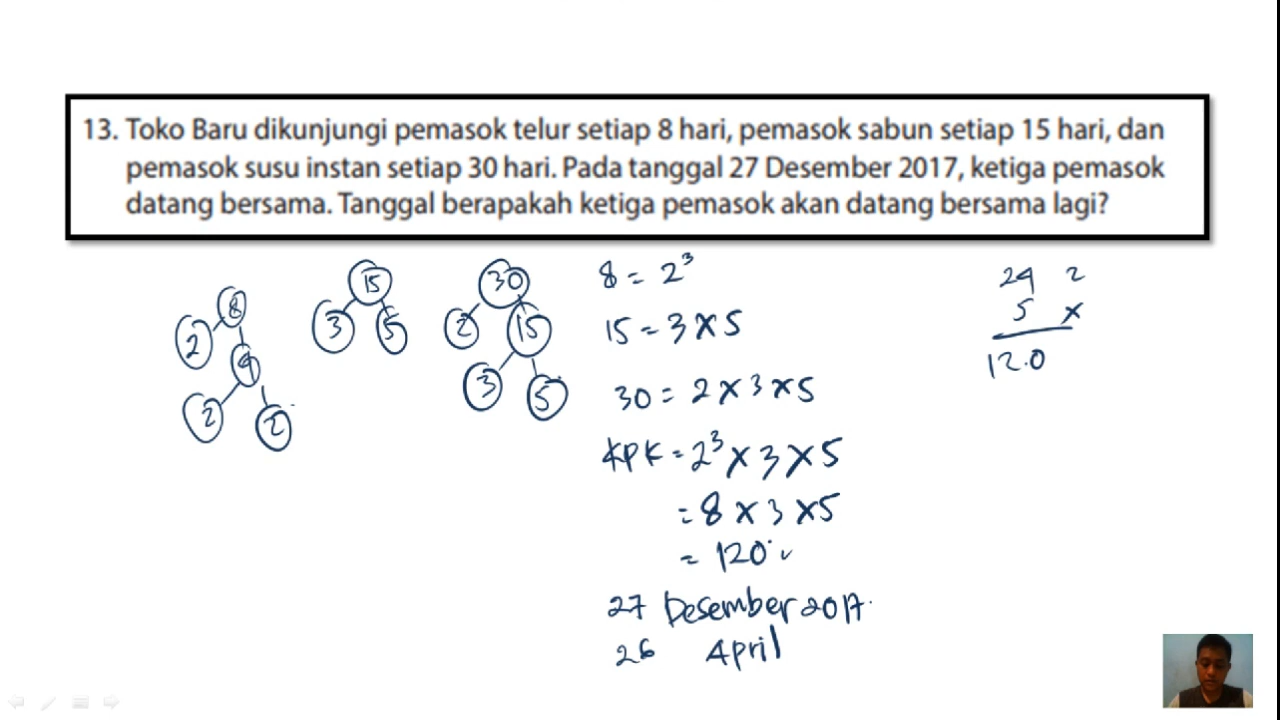 13. Toko Baru dikunjungi pemasok telur setiap 8 hari, pemasok sabun setiap 15 hari, dan
pemasok susu instan setiap 30 hari. Pada tanggal 27 Desember 2017, ketiga pemasok
datang bersama. Tanggal berapakah ketiga pemasok akan datang bersama lagi?
8
2 4
2 2
15
3 5
30
2 15
3 5
8 = 2³
15 = 3 x 5
30 = 2 x 3 x 5
KPK = 2³ x 3 x 5
= 8 x 3 x 5
= 120
27 Desember 2017
26 April
24 2
5 x
12.0